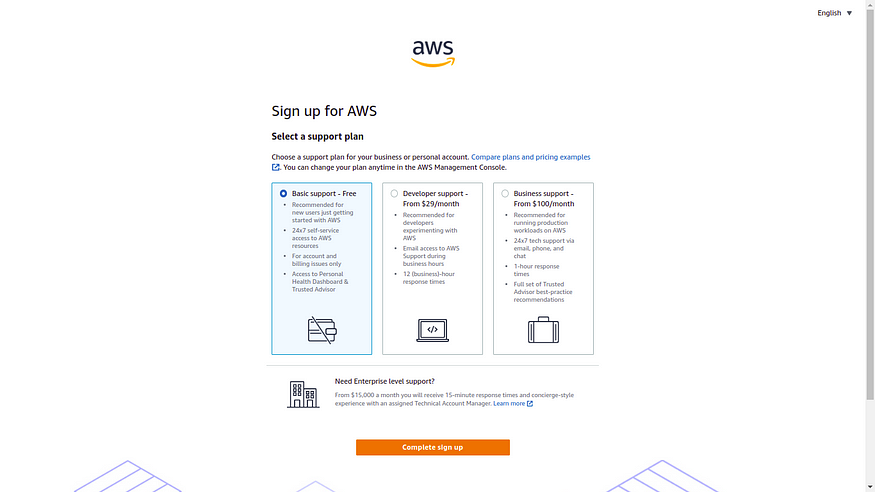 English ▼
aws
Sign up for AWS
Select a support plan
Choose a support plan for your business or personal account. Compare plans and pricing examples
. You can change your plan anytime in the AWS Management Console.
Basic support - Free
• Recommended for
new users just getting
started with AWS
• 24x7 self-service
access to AWS
resources
• For account and
billing issues only
• Access to Personal
Health Dashboard &
Trusted Advisor
Developer support -
From $29/month
• Recommended for
developers
experimenting with
AWS
• Email access to AWS
Support during
business hours
• 12 (business)-hour
response times
</>
Business support -
From $100/month
• Recommended for
running production
workloads on AWS
• 24x7 tech support via
email, phone, and
chat
• 1-hour response
times
• Full set of Trusted
Advisor best-practice
recommendations
Need Enterprise level support?
From $15,000 a month you will receive 15-minute response times and concierge-style
experience with an assigned Technical Account Manager. Learn more
Complete sign up